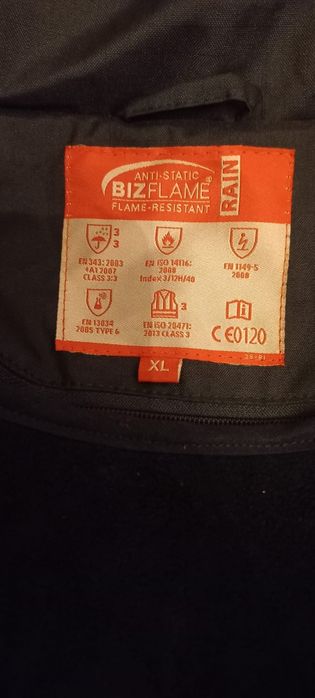 ANTI-STATIC
BIZFLAME®
FLAME-RESISTANT
RAIN
3
3
EN 343:2003
+A1 2007
CLASS 3:3
EN ISO 14116:
2008
Index 3/12H/40
EN 1149-5
2008
EN 13034
2005 TYPE 6
3
EN ISO 20471:
2013 CLASS 3
i
CE0120
XL